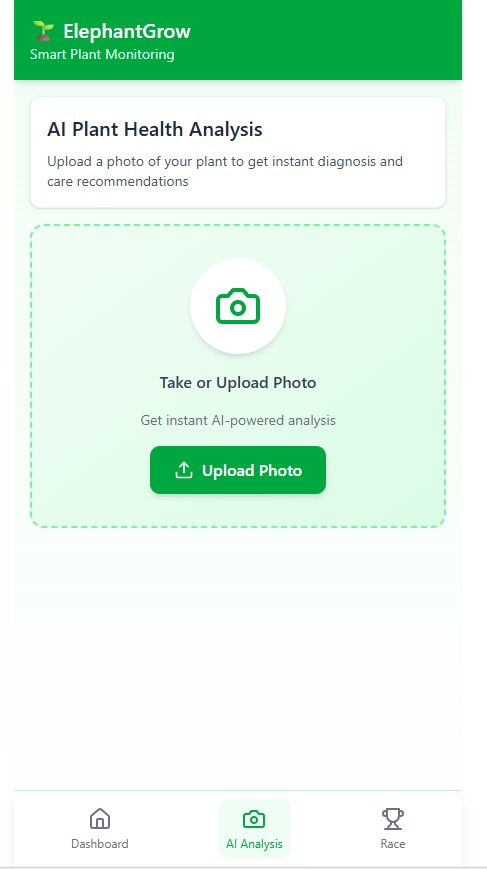 ElephantGrow
Smart Plant Monitoring
AI Plant Health Analysis
Upload a photo of your plant to get instant diagnosis and
care recommendations
Take or Upload Photo
Get instant AI-powered analysis
Upload Photo
Dashboard
AI Analysis
Race